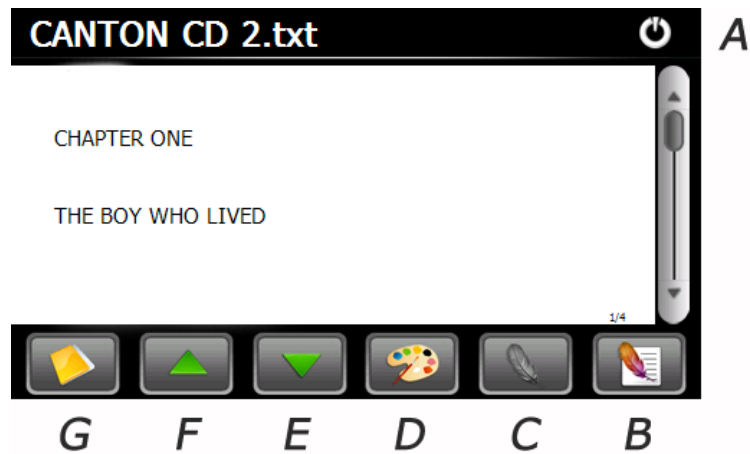 CANTON CD 2.txt
A
CHAPTER ONE
THE BOY WHO LIVED
1/4
G F E D C B